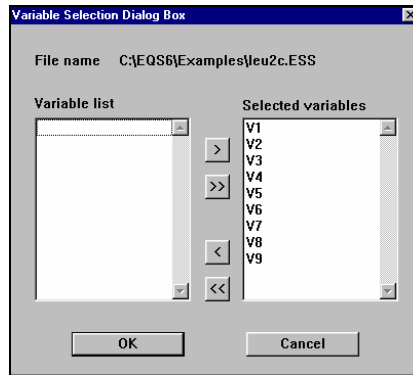 Variable Selection Dialog Box
File name C:\EQS6\Examples\leu2c.ESS
Variable list
Selected variables
>
>>
<
<<
V1
V2
V3
V4
V5
V6
V7
V8
V9
OK
Cancel